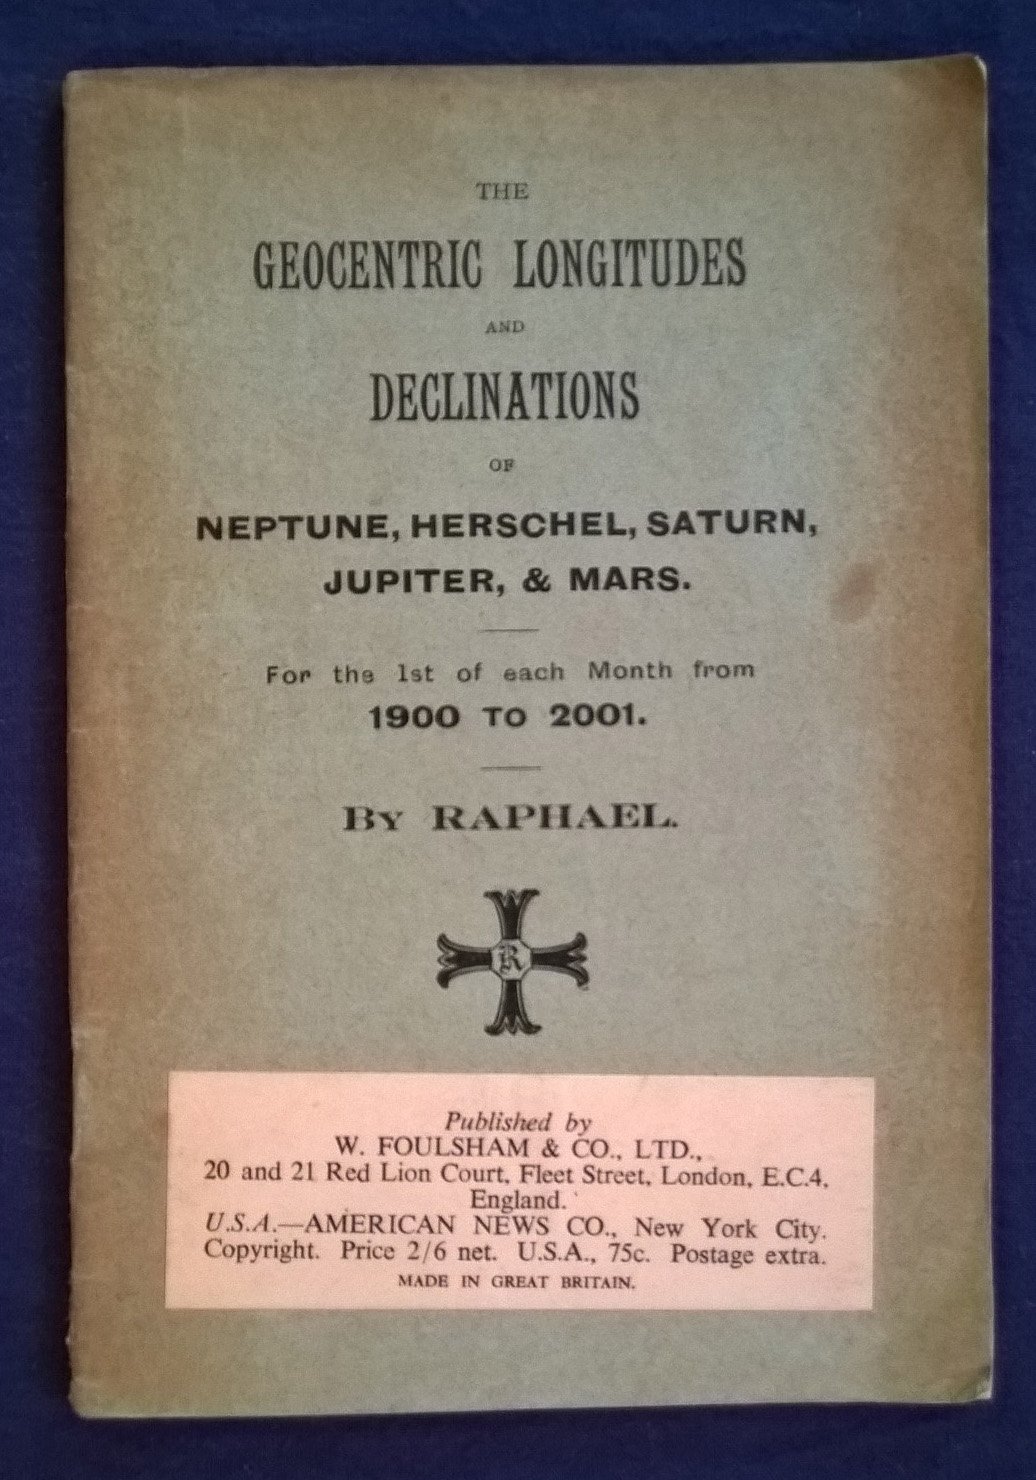 THE
GEOCENTRIC LONGITUDES
AND
DECLINATIONS
OF
NEPTUNE, HERSCHEL, SATURN,
JUPITER, & MARS.
For the 1st of each Month from
1900 TO 2001.
BY RAPHAEL.
R
Published by
W. FOULSHAM & CO., LTD.,
20 and 21 Red Lion Court, Fleet Street, London, E.C.4,
England.
U.S.A.—AMERICAN NEWS CO., New York City.
Copyright. Price 2/6 net. U.S.A., 75c. Postage extra.
MADE IN GREAT BRITAIN.